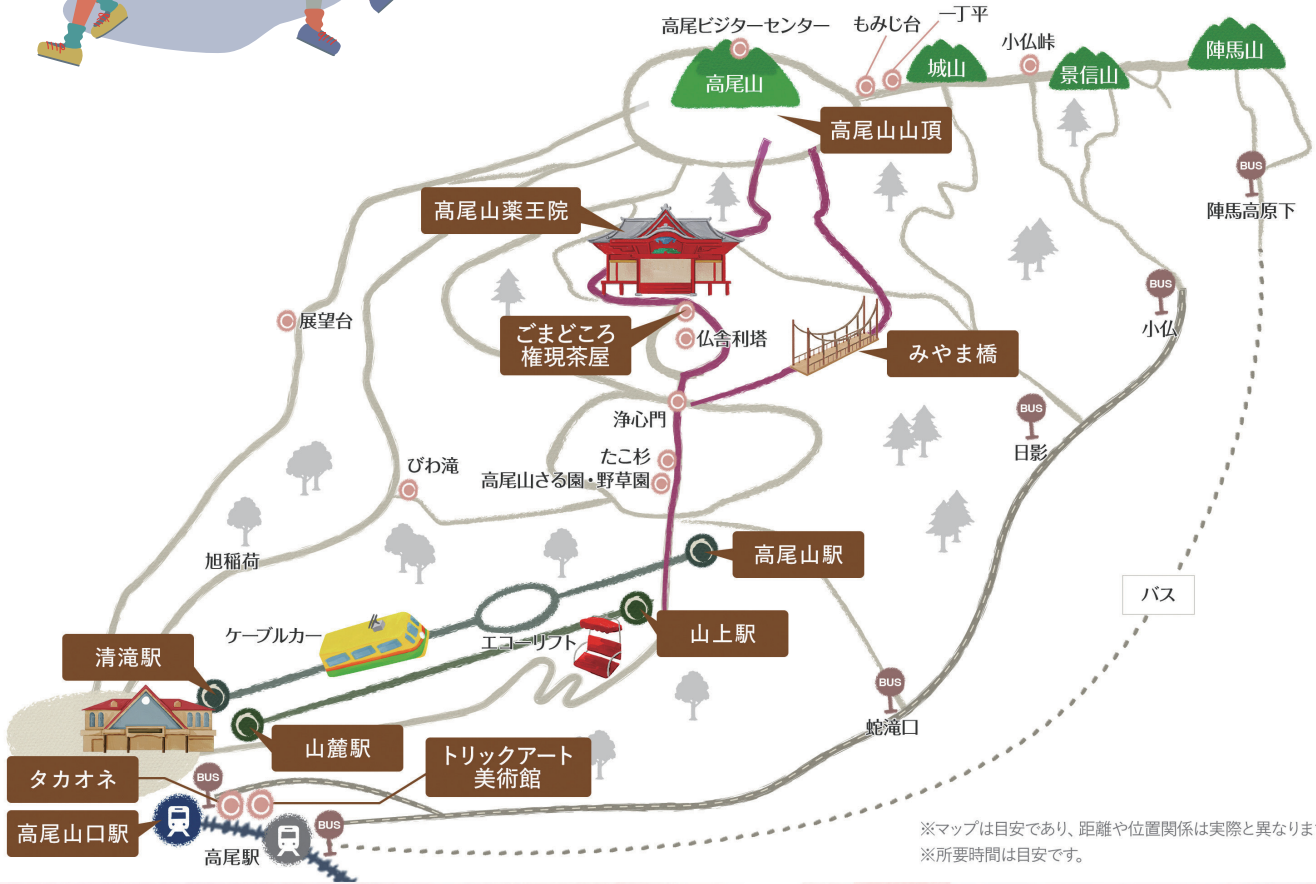 高尾ビジターセンター
もみじ台
一丁平
小仏峠
高尾山
城山
景信山
陣馬山
高尾山山頂
BUS
陣馬高原下
髙尾山薬王院
BUS
小仏
展望台
ごまどころ
権現茶屋
仏舎利塔
みやま橋
浄心門
BUS
日影
たこ杉
高尾山さる園・野草園
びわ滝
旭稲荷
高尾山駅
バス
ケーブルカー
エコーリフト
山上駅
清滝駅
BUS
蛇滝口
山麓駅
トリックアート
美術館
タカオネ
BUS
高尾山口駅
高尾駅
BUS
※マップは目安であり、距離や位置関係は実際と異なりま
※所要時間は目安です。